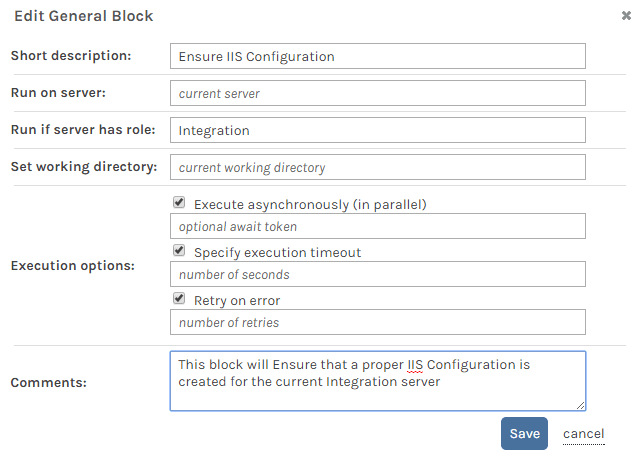 Edit General Block
Short description: Ensure IIS Configuration
Run on server: current server
Run if server has role: Integration
Set working directory: current working directory
Execute asynchronously (in parallel)
optional await token
Specify execution timeout
Execution options: number of seconds
Retry on error
number of retries
This block will Ensure that a proper IIS Configuration is
Comments: created for the current Integration server
Save cancel